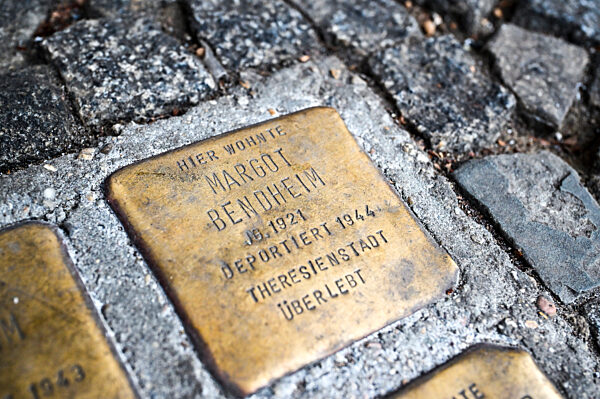 HIER WOHNTE
MARGOT
BENDHEIM
JG. 1921
DEPORTIERT 1944
THERESIENSTADT
ÜBERLEBT
1943